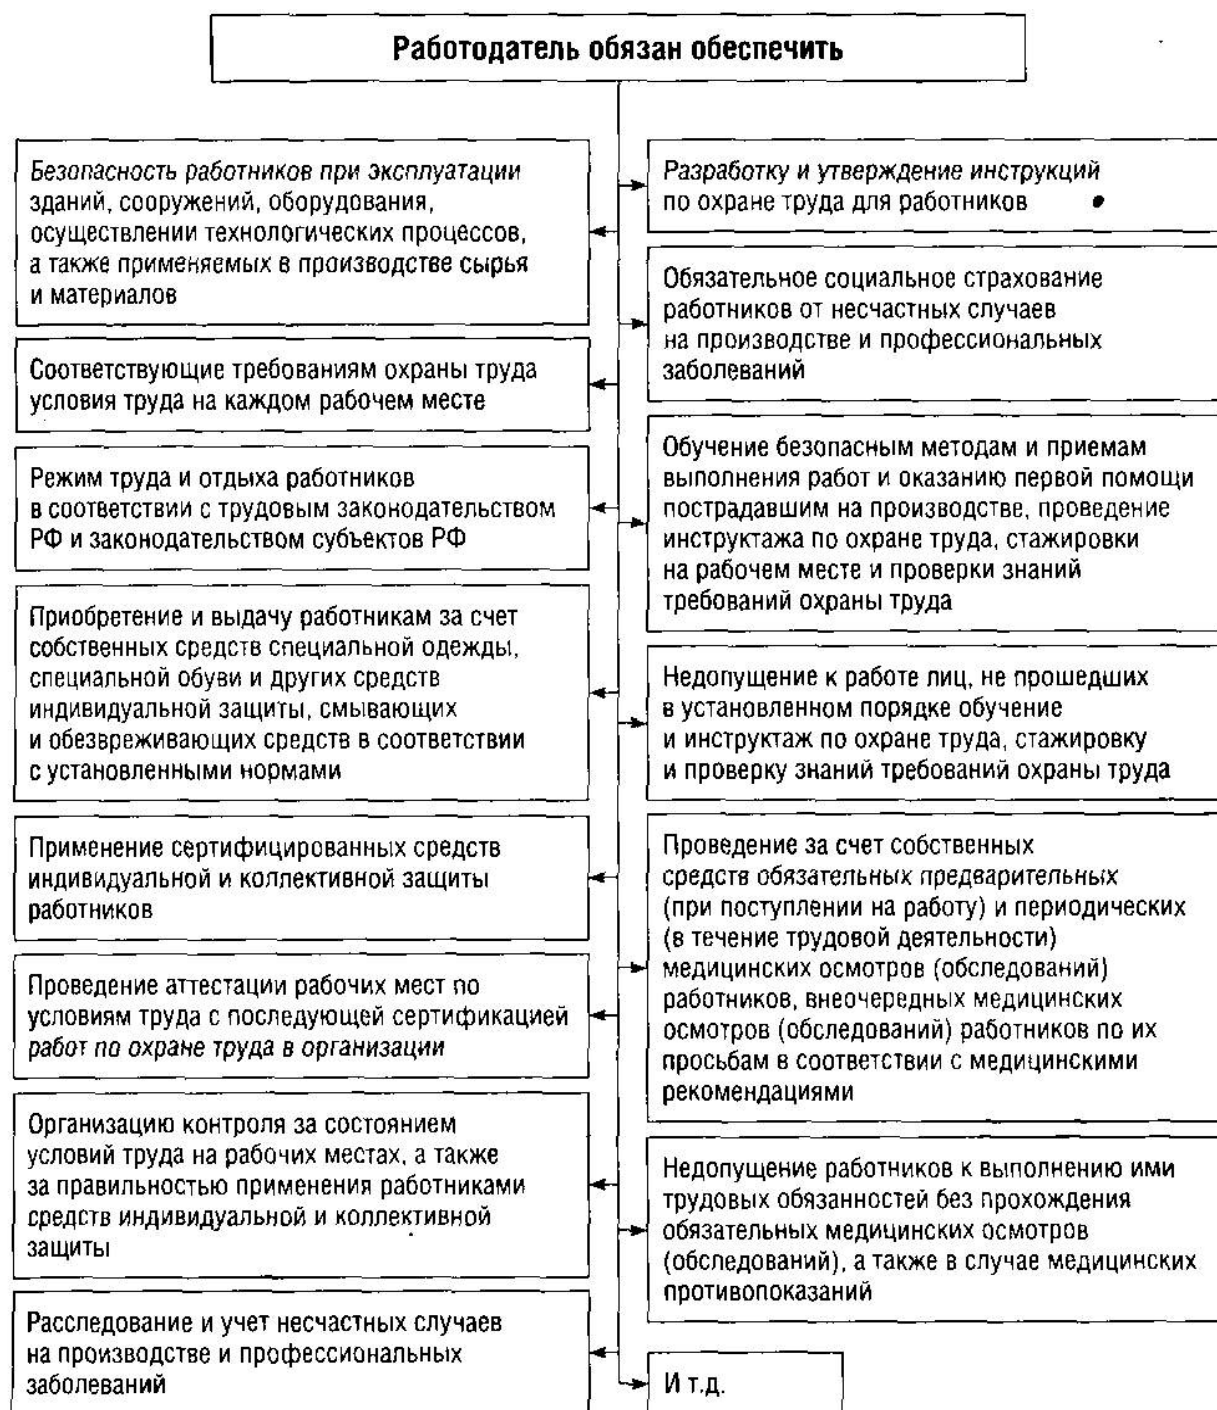 Работодатель обязан обеспечить
Безопасность работников при эксплуатации
зданий, сооружений, оборудования,
осуществлении технологических процессов,
а также применяемых в производстве сырья
и материалов
Соответствующие требованиям охраны труда
условия труда на каждом рабочем месте
Режим труда и отдыха работников
в соответствии с трудовым законодательством
РФ и законодательством субъектов РФ
Приобретение и выдачу работникам за счет
собственных средств специальной одежды,
специальной обуви и других средств
индивидуальной защиты, смывающих
и обезвреживающих средств в соответствии
с установленными нормами
Применение сертифицированных средств
индивидуальной и коллективной защиты
работников
Проведение аттестации рабочих мест по
условиям труда с последующей сертификацией
работ по охране труда в организации
Организацию контроля за состоянием
условий труда на рабочих местах, а также
за правильностью применения работниками
средств индивидуальной и коллективной
защиты
Расследование и учет несчастных случаев
на производстве и профессиональных
заболеваний
Разработку и утверждение инструкций
по охране труда для работников
Обязательное социальное страхование
работников от несчастных случаев
на производстве и профессиональных
заболеваний
Обучение безопасным методам и приемам
выполнения работ и оказанию первой помощи
пострадавшим на производстве, проведение
инструктажа по охране труда, стажировки
на рабочем месте и проверки знаний
требований охраны труда
Недопущение к работе лиц, не прошедших
в установленном порядке обучение
и инструктаж по охране труда, стажировку
и проверку знаний требований охраны труда
Проведение за счет собственных
средств обязательных предварительных
(при поступлении на работу) и периодических
(в течение трудовой деятельности)
медицинских осмотров (обследований)
работников, внеочередных медицинских
осмотров (обследований) работников по их
просьбам в соответствии с медицинскими
рекомендациями
Недопущение работников к выполнению ими
трудовых обязанностей без прохождения
обязательных медицинских осмотров
(обследований), а также в случае медицинских
противопоказаний
И т.д.